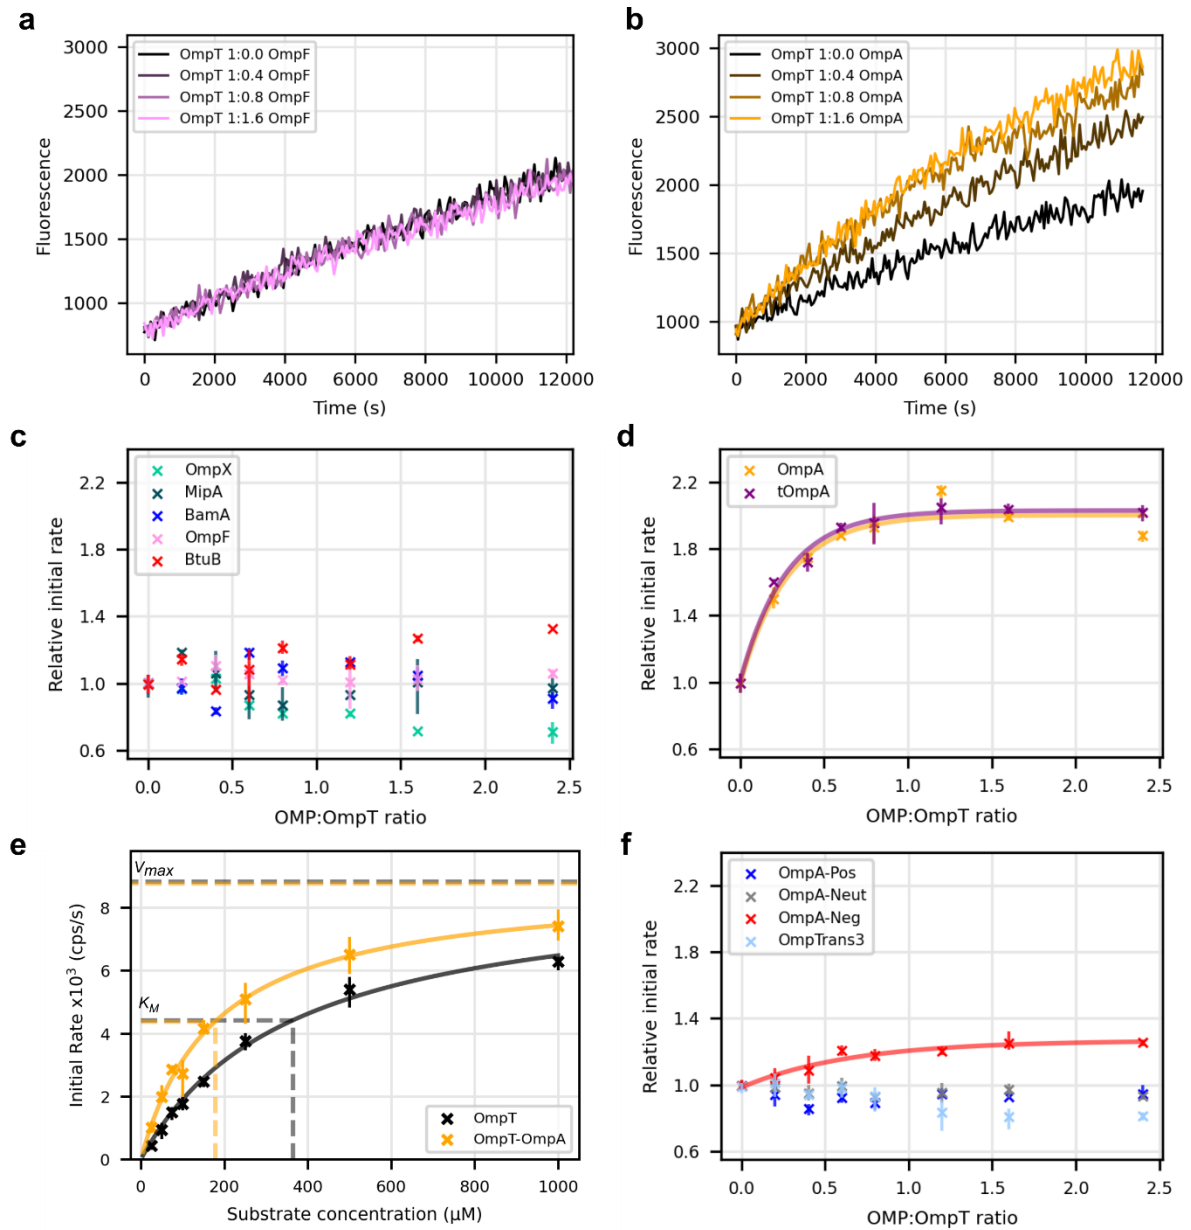 a
3000
2500
2000
1500
1000
Fluorescence
OmpT 1:0.0 OmpF
OmpT 1:0.4 OmpF
OmpT 1:0.8 OmpF
OmpT 1:1.6 OmpF
0 2000 4000 6000 8000 10000 12000
Time (s)
b
3000
2500
2000
1500
1000
Fluorescence
OmpT 1:0.0 OmpA
OmpT 1:0.4 OmpA
OmpT 1:0.8 OmpA
OmpT 1:1.6 OmpA
0 2000 4000 6000 8000 10000 12000
Time (s)
c
2.2
1.8
1.4
1.0
0.6
Relative initial rate
OmpX
MipA
BamA
OmpF
BtuB
0.0 0.5 1.0 1.5 2.0 2.5
OMP:OmpT ratio
d
2.2
1.8
1.4
1.0
0.6
Relative initial rate
OmpA
tOmpA
0.0 0.5 1.0 1.5 2.0 2.5
OMP:OmpT ratio
e
Vmax
8
6
KM
4
2
0
Initial Rate x10³ (cps/s)
OmpT
OmpT-OmpA
0 200 400 600 800 1000
Substrate concentration (μM)
f
2.2
1.8
1.4
1.0
0.6
Relative initial rate
OmpA-Pos
OmpA-Neut
OmpA-Neg
OmpTrans3
0.0 0.5 1.0 1.5 2.0 2.5
OMP:OmpT ratio